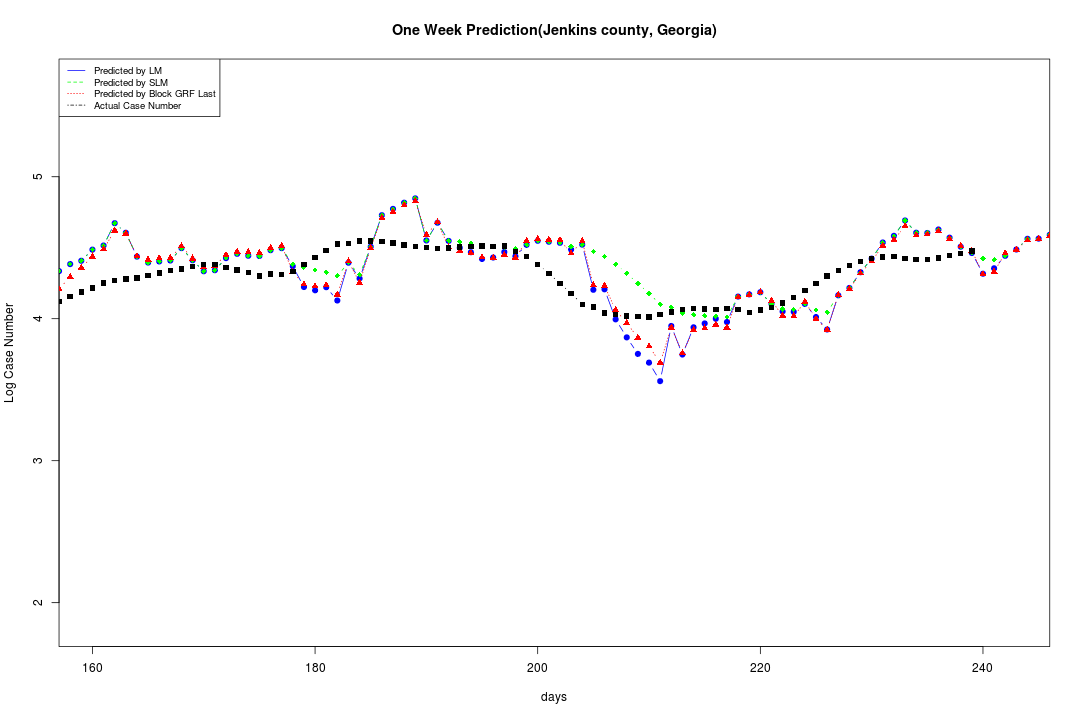 One Week Prediction(Jenkins county, Georgia)
Predicted by LM
Predicted by SLM
Predicted by Block GRF Last
Actual Case Number
5
4
3
2
Log Case Number
160 180 200 220 240
days